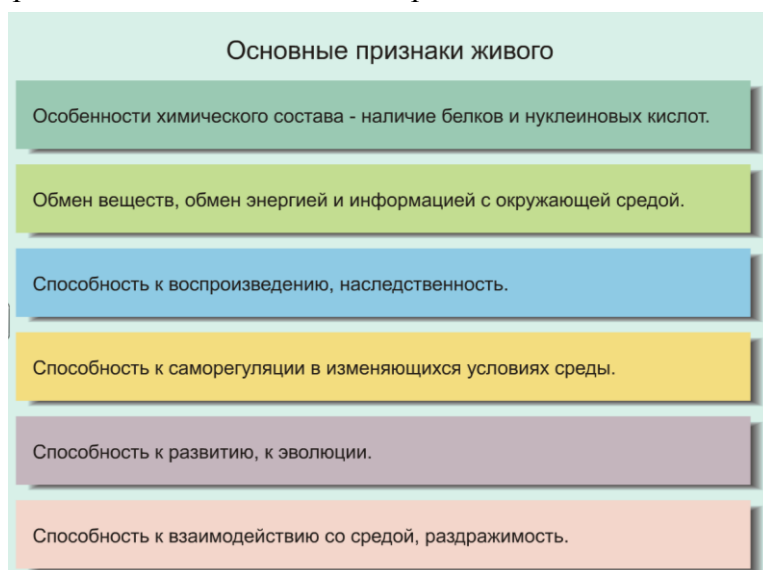 Основные признаки живого
Особенности химического состава - наличие белков и нуклеиновых кислот.
Обмен веществ, обмен энергией и информацией с окружающей средой.
Способность к воспроизведению, наследственность.
Способность к саморегуляции в изменяющихся условиях среды.
Способность к развитию, к эволюции.
Способность к взаимодействию со средой, раздражимость.